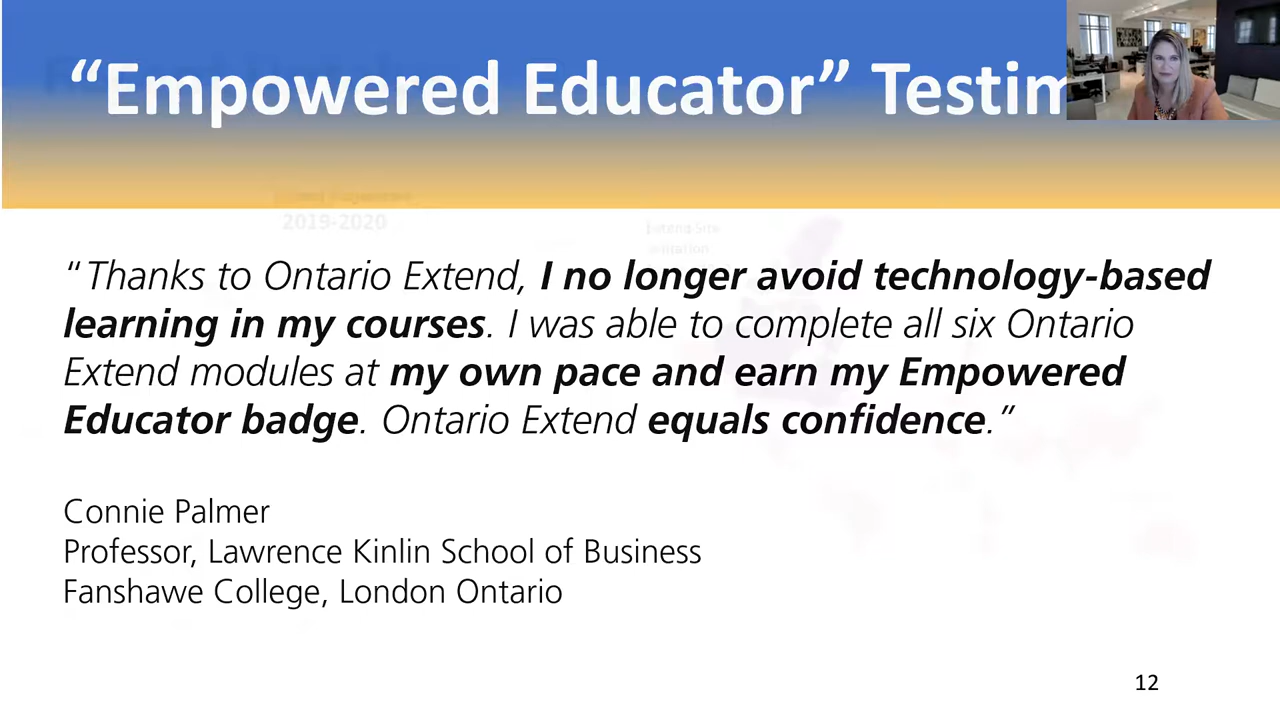 “Empowered Educator” Testim
2019-2020
“Thanks to Ontario Extend, I no longer avoid technology-based
learning in my courses. I was able to complete all six Ontario
Extend modules at my own pace and earn my Empowered
Educator badge. Ontario Extend equals confidence.”
Connie Palmer
Professor, Lawrence Kinlin School of Business
Fanshawe College, London Ontario
12